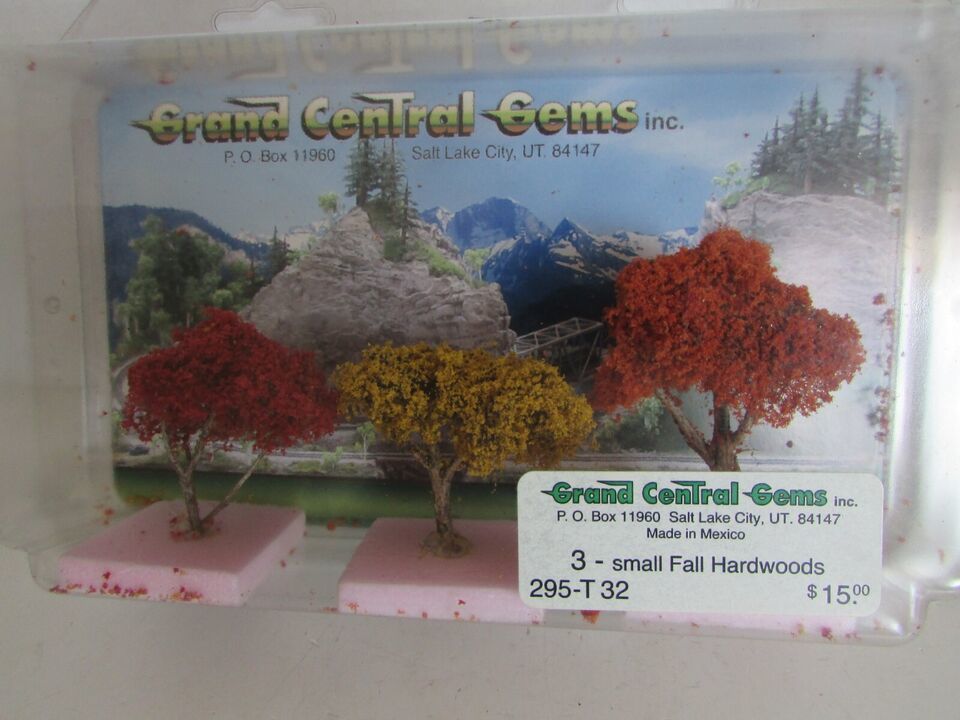 Grand Central Gems inc.
P. O. Box 11960 Salt Lake City, UT. 84147
Grand Central Gems inc.
P. O. Box 11960 Salt Lake City, UT. 84147
Made in Mexico
3 - small Fall Hardwoods
295-T 32 $15.00